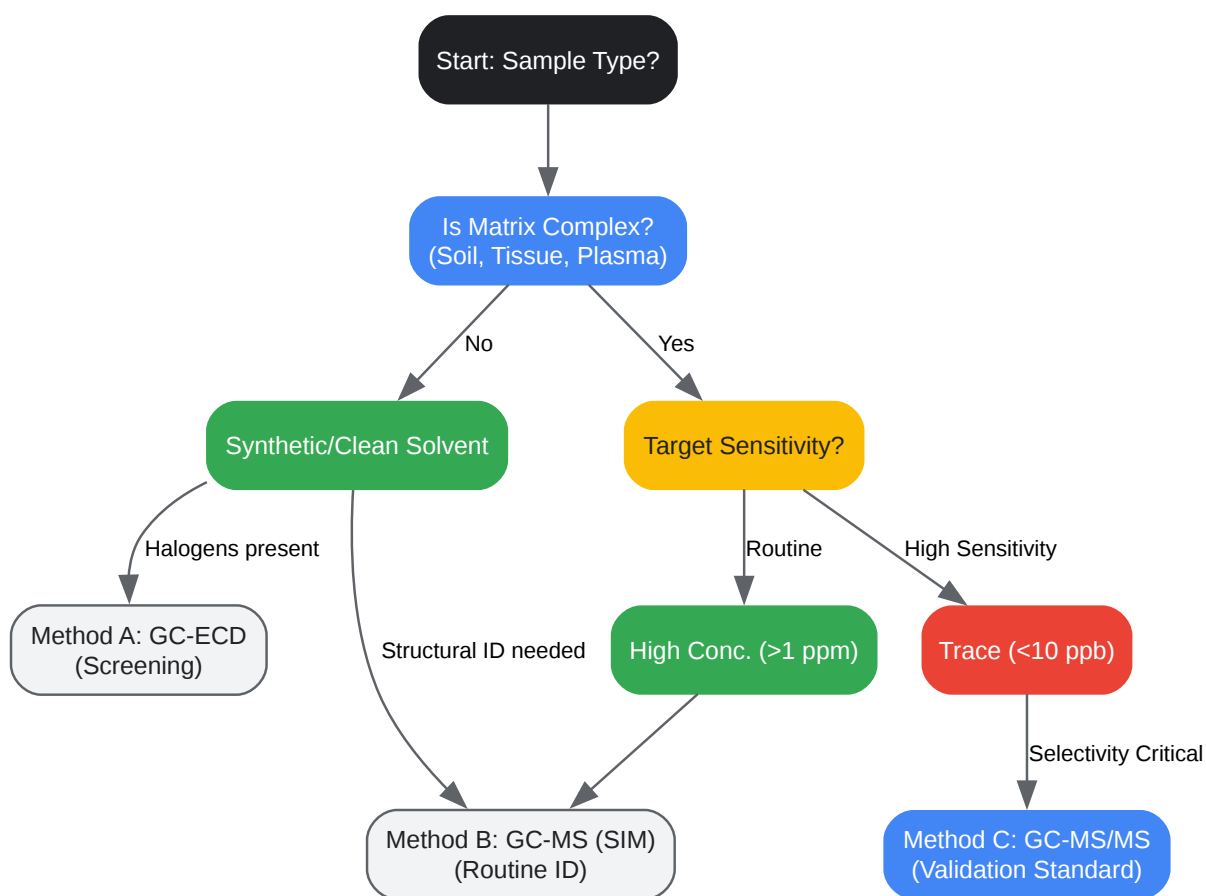 Start: Sample Type?
Is Matrix Complex?
(Soil, Tissue, Plasma)
No
Yes
Synthetic/Clean Solvent
Target Sensitivity?
Halogens present
Routine
High Sensitivity
Method A: GC-ECD
(Screening)
Structural ID needed
High Conc. (>1 ppm)
Trace (<10 ppb)
Selectivity Critical
Method B: GC-MS (SIM)
(Routine ID)
Method C: GC-MS/MS
(Validation Standard)